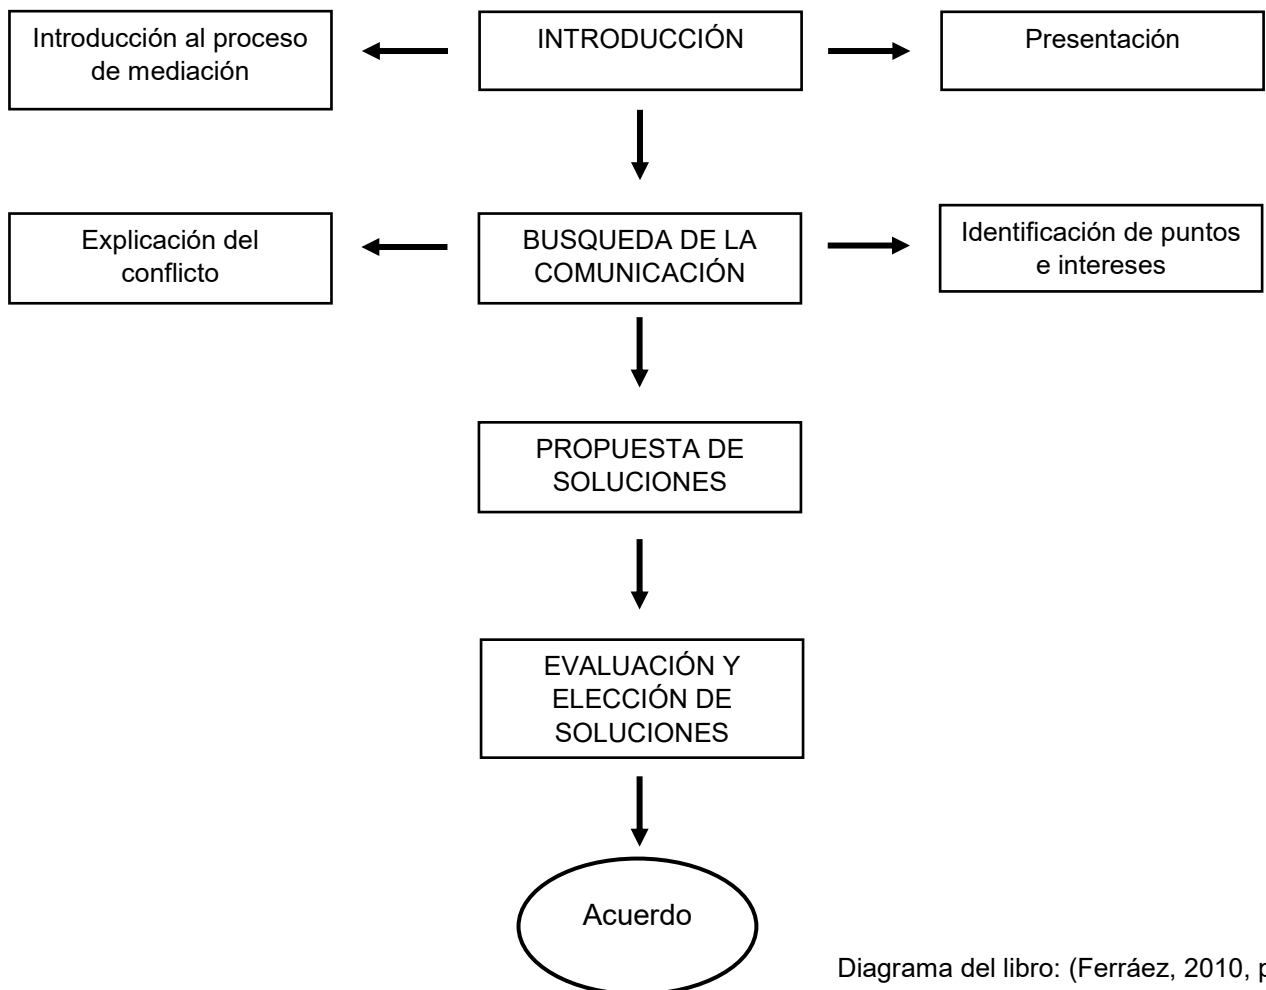 Introducción al proceso
de mediación
INTRODUCCIÓN
Presentación
Explicación del
conflicto
BUSQUEDA DE LA
COMUNICACIÓN
Identificación de puntos
e intereses
PROPUESTA DE
SOLUCIONES
EVALUACIÓN Y
ELECCIÓN DE
SOLUCIONES
Acuerdo
Diagrama del libro: (Ferráez, 2010, p